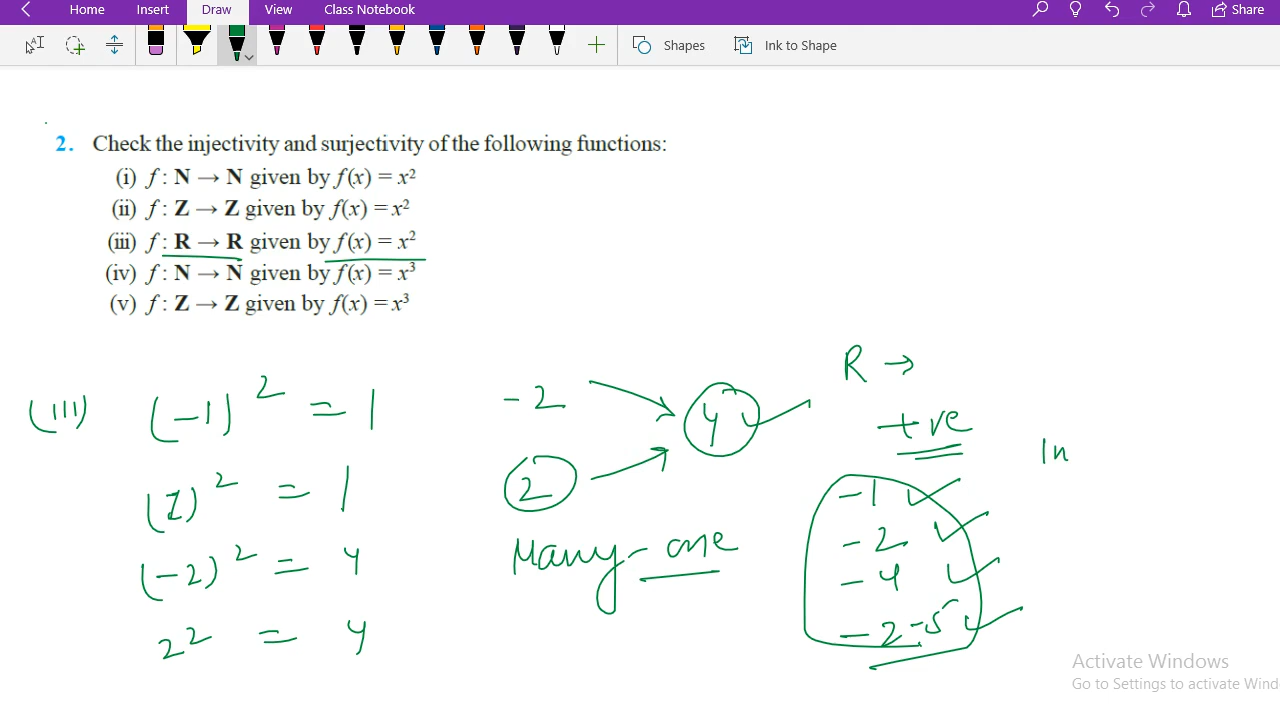 Home Insert Draw View Class Notebook Share
Shapes Ink to Shape
2. Check the injectivity and surjectivity of the following functions:
(i) f : N → N given by f(x) = x²
(ii) f : Z → Z given by f(x) = x²
(iii) f : R → R given by f(x) = x²
(iv) f : N → N given by f(x) = x³
(v) f : Z → Z given by f(x) = x³
(111) (-1)² = 1
(1)² = 1
(-2)² = 4
2² = 4
-2
2
4
Many-one
R →
+ve
-1
-2
-4
-2.5
In
Activate Windows
Go to Settings to activate Wind